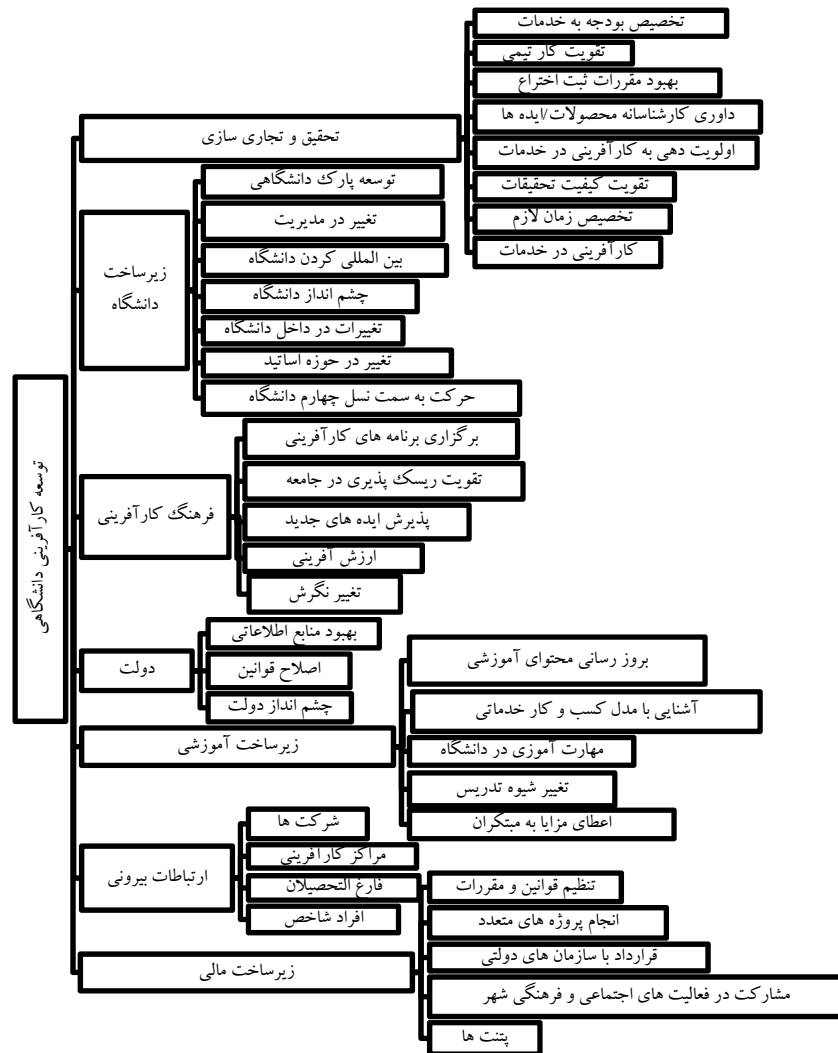 توسعه کارآفرینی دانشگاهی
تحقیق و تجاری سازی
تخصیص بودجه به خدمات
تقویت کار تیمی
بهبود مقررات ثبت اختراع
داوری کارشناسانه محصولات/ایده ها
اولویت دهی به کارآفرینی در خدمات
تقویت کیفیت تحقیقات
تخصیص زمان لازم
کارآفرینی در خدمات
زیرساخت
دانشگاه
توسعه پارک دانشگاهی
تغییر در مدیریت
بین المللی کردن دانشگاه
چشم انداز دانشگاه
تغییرات در داخل دانشگاه
تغییر در حوزه اساتید
حرکت به سمت نسل چهارم دانشگاه
فرهنگ کارآفرینی
برگزاری برنامه های کارآفرینی
تقویت ریسک پذیری در جامعه
پذیرش ایده های جدید
ارزش آفرینی
تغییر نگرش
دولت
بهبود منابع اطلاعاتی
اصلاح قوانین
چشم انداز دولت
زیرساخت آموزشی
بروز رسانی محتوای آموزشی
آشنایی با مدل کسب و کار خدماتی
مهارت آموزی در دانشگاه
تغییر شیوه تدریس
اعطای مزایا به مبتکران
ارتباطات بیرونی
شرکت ها
مراکز کارآفرینی
فارغ التحصیلان
افراد شاخص
زیرساخت مالی
تنظیم قوانین و مقررات
انجام پروژه های متعدد
قرارداد با سازمان های دولتی
مشارکت در فعالیت های اجتماعی و فرهنگی شهر
پتنت ها